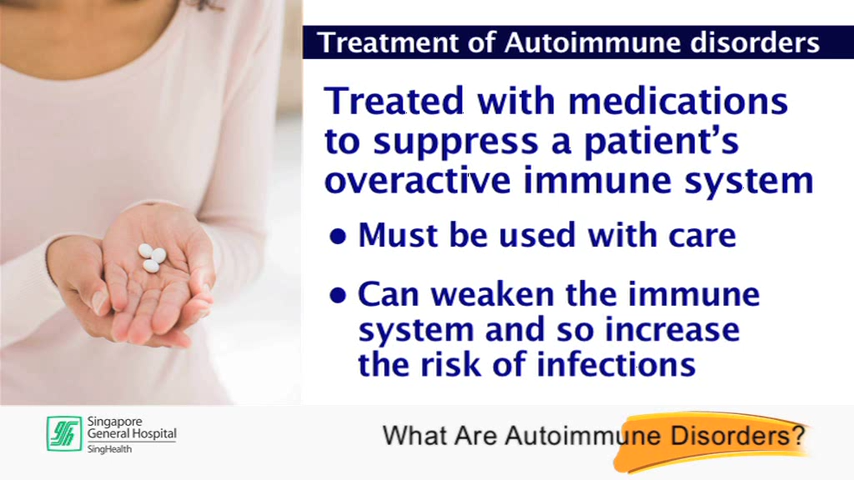 Treatment of Autoimmune disorders
Treated with medications
to suppress a patient’s
overactive immune system
● Must be used with care
● Can weaken the immune
system and so increase
the risk of infections
Singapore
General Hospital
SingHealth
What Are Autoimmune Disorders?